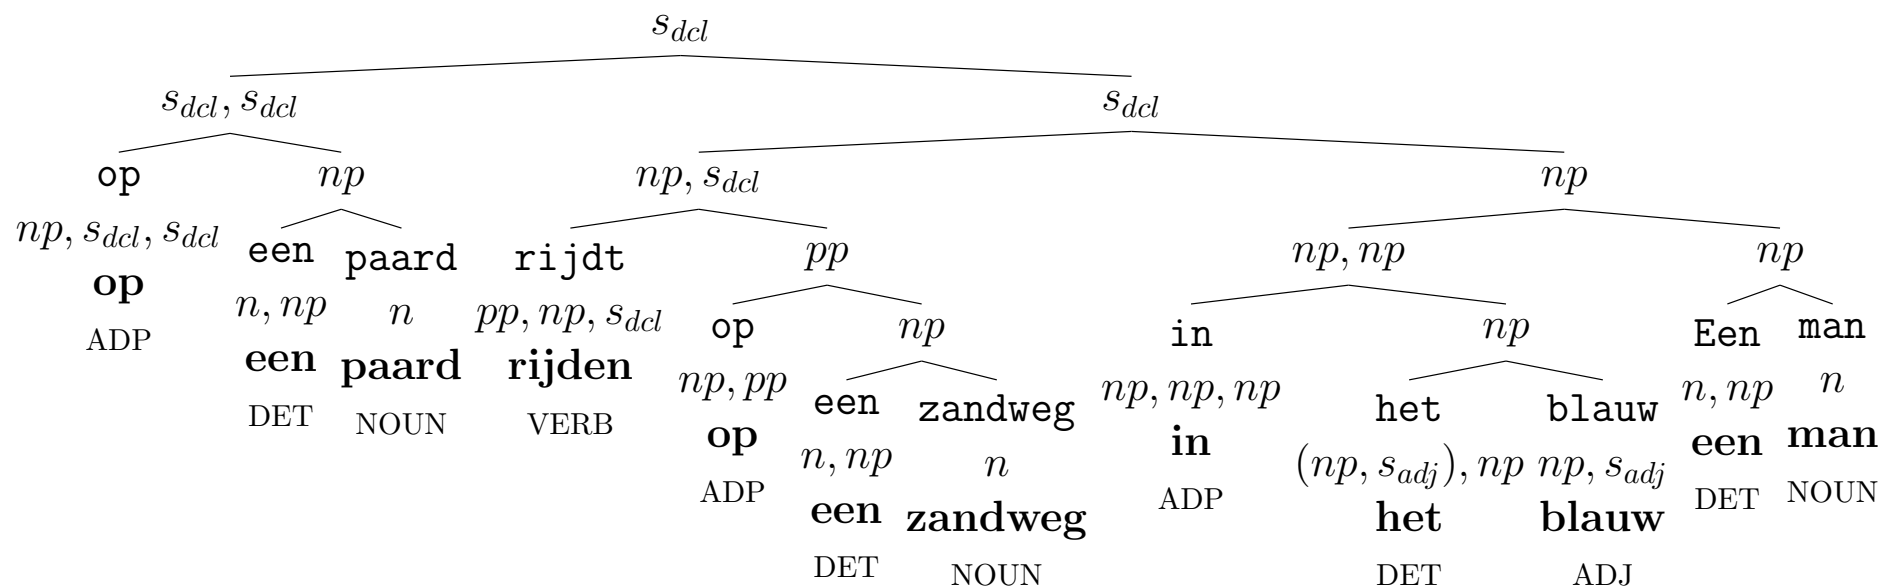 s_dcl
s_dcl, s_dcl
s_dcl
op
np
np, s_dcl
np
np, s_dcl, s_dcl
een
paard
rijdt
pp
np, np
np
op
n, np
n
pp, np, s_dcl
op
np
in
np
Een
man
ADP
een
paard
rijden
np, pp
een
zandweg
np, np, np
het
blauw
n, np
n
DET
NOUN
VERB
op
n, np
n
in
(np, s_adj), np
np, s_adj
een
man
ADP
een
zandweg
ADP
het
blauw
DET
NOUN
DET
NOUN
DET
ADJ